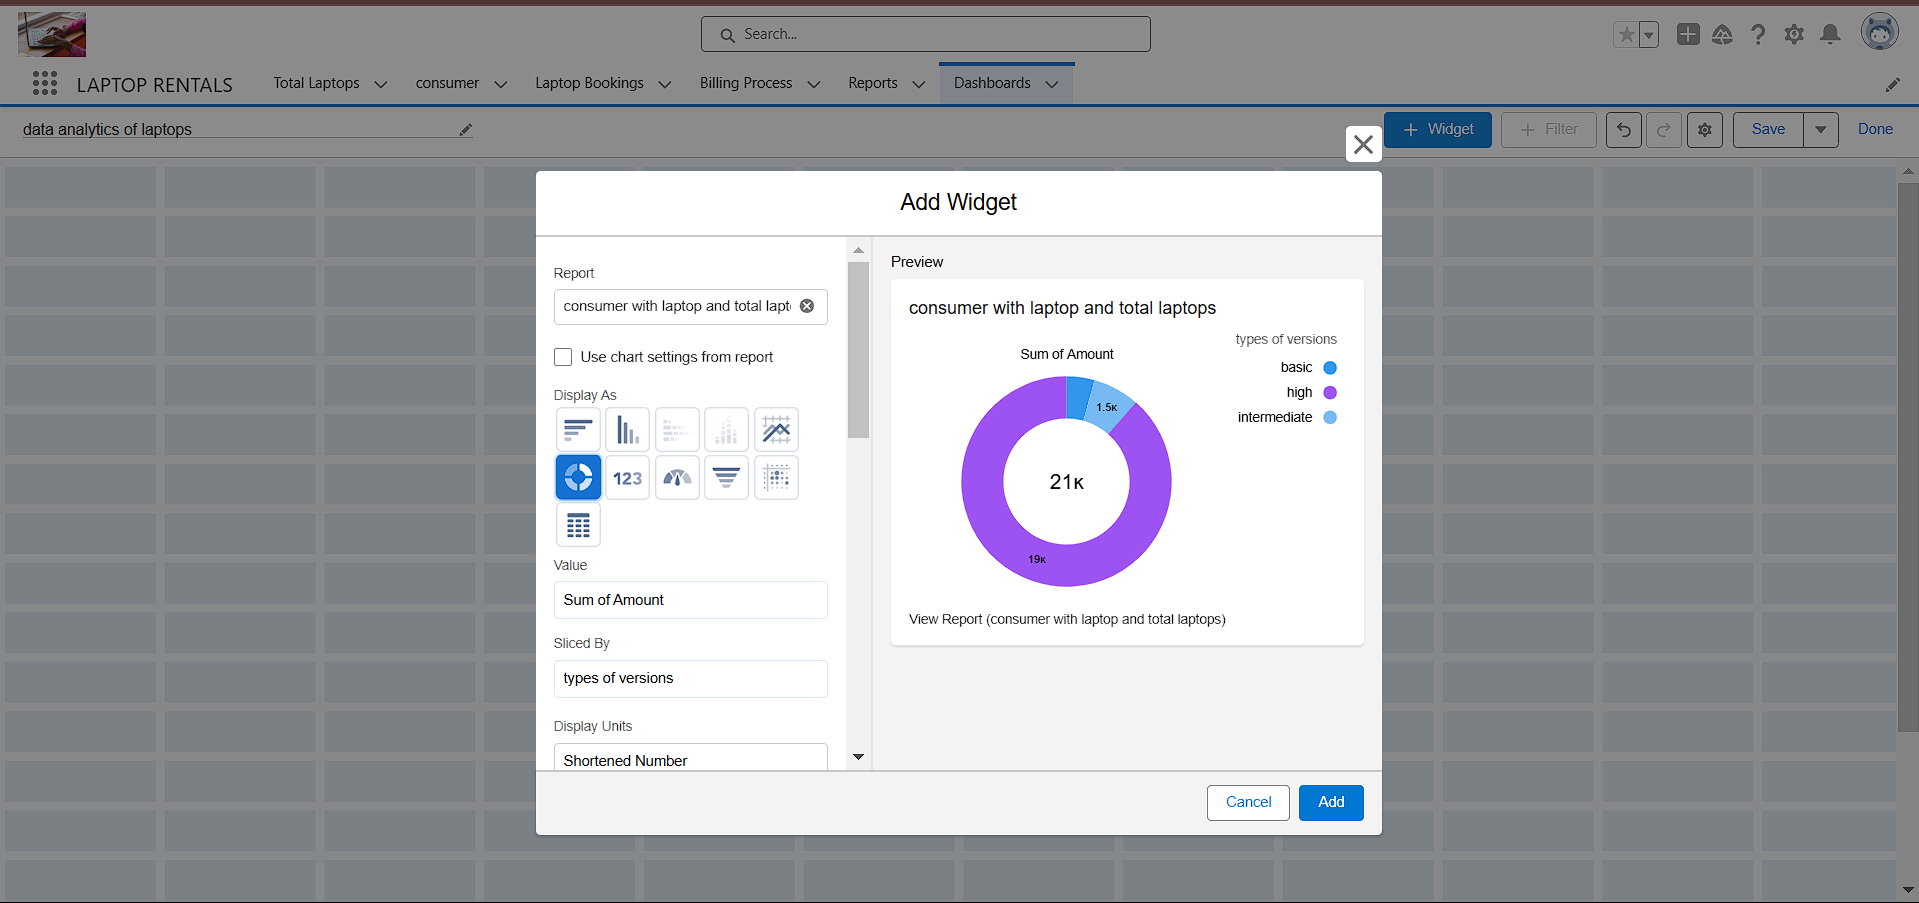 Search...
LAPTOP RENTALS
Total Laptops
consumer
Laptop Bookings
Billing Process
Reports
Dashboards
data analytics of laptops
+ Widget
+ Filter
Save
Done
Add Widget
Report
consumer with laptop and total lapt
Use chart settings from report
Display As
123
Value
Sum of Amount
Sliced By
types of versions
Display Units
Shortened Number
Preview
consumer with laptop and total laptops
types of versions
Sum of Amount
basic
high
intermediate
1.5K
21K
19K
View Report (consumer with laptop and total laptops)
Cancel
Add